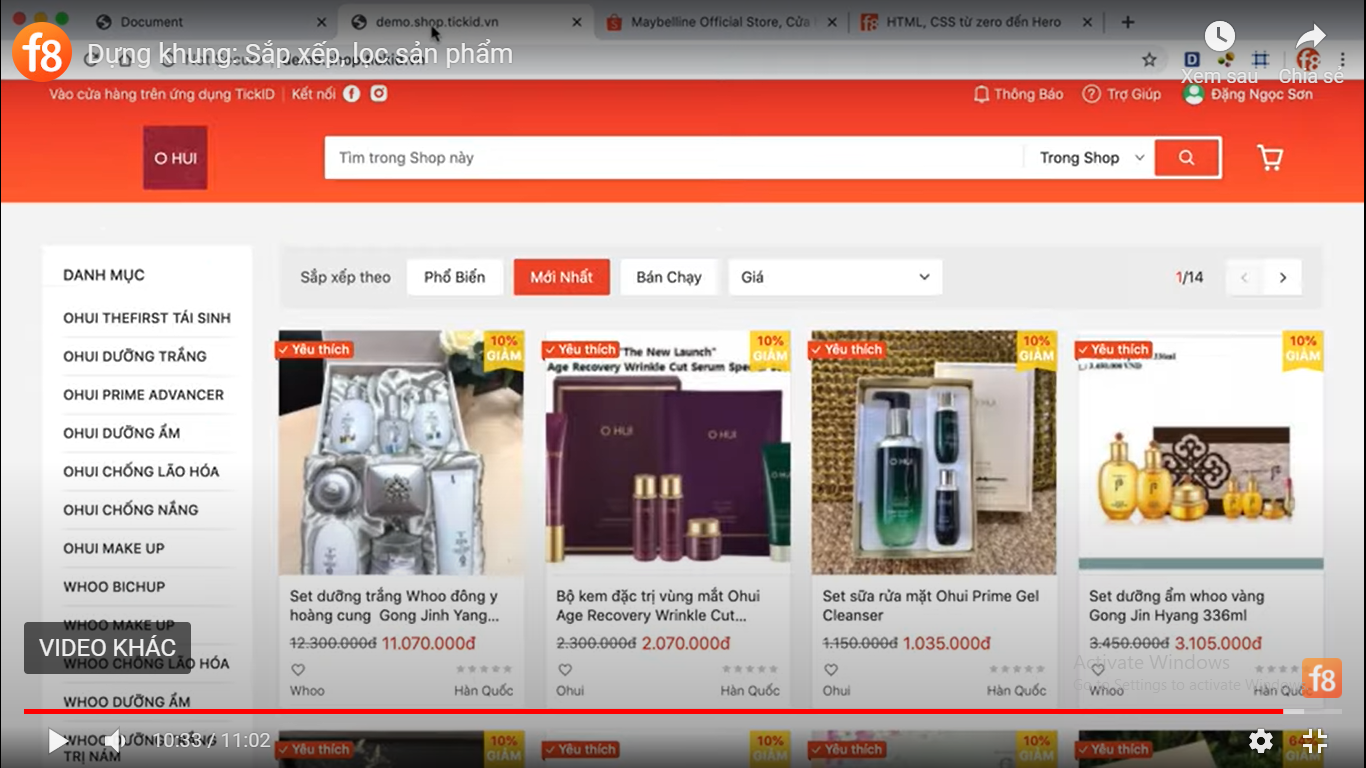 Document
demo.shop.tickid.vn
Maybelline Official Store, Cửa h
HTML, CSS từ zero đến Hero
f8
Dựng khung: Sắp xếp, lọc sản phẩm
Xem sau
Chia sẻ
Vào cửa hàng trên ứng dụng TickID
Kết nối
Thông Báo
Trợ Giúp
Đặng Ngọc Sơn
O HUI
Tìm trong Shop này
Trong Shop
DANH MỤC
OHUI THEFIRST TÁI SINH
OHUI DƯỠNG TRẮNG
OHUI PRIME ADVANCER
OHUI DƯỠNG ẨM
OHUI CHỐNG LÃO HÓA
OHUI CHỐNG NẮNG
OHUI MAKE UP
WHOO BICHUP
WHOO MAKE UP
WHOO CHỐNG LÃO HÓA
WHOO DƯỠNG ẨM
WHOO DƯỠNG TRẮNG
TRỊ NÁM
VIDEO KHÁC
Sắp xếp theo
Phổ Biến
Mới Nhất
Bán Chạy
Giá
1/14
Yêu thích
10%
GIẢM
Set dưỡng trắng Whoo đông y
hoàng cung Gong Jinh Yang...
12.300.000đ 11.070.000đ
Whoo
Hàn Quốc
Yêu thích
10%
GIẢM
"The New Launch"
Age Recovery Wrinkle Cut Serum Special
O HUI
O HUI
Bộ kem đặc trị vùng mắt Ohui
Age Recovery Wrinkle Cut...
2.300.000đ 2.070.000đ
Ohui
Hàn Quốc
Yêu thích
10%
GIẢM
O HUI
Set sữa rửa mặt Ohui Prime Gel
Cleanser
1.150.000đ 1.035.000đ
Ohui
Hàn Quốc
Yêu thích
10%
GIẢM
336ml
3.450.000 VND
Set dưỡng ẩm whoo vàng
Gong Jin Hyang 336ml
3.450.000đ 3.105.000đ
Whoo
Hàn Quốc
Activate Windows
Go to Settings to activate Windows
f8
Yêu thích
10%
GIẢM
Yêu thích
10%
GIẢM
Yêu thích
10%
GIẢM
Yêu thích
GIẢM
10:33 / 11:02